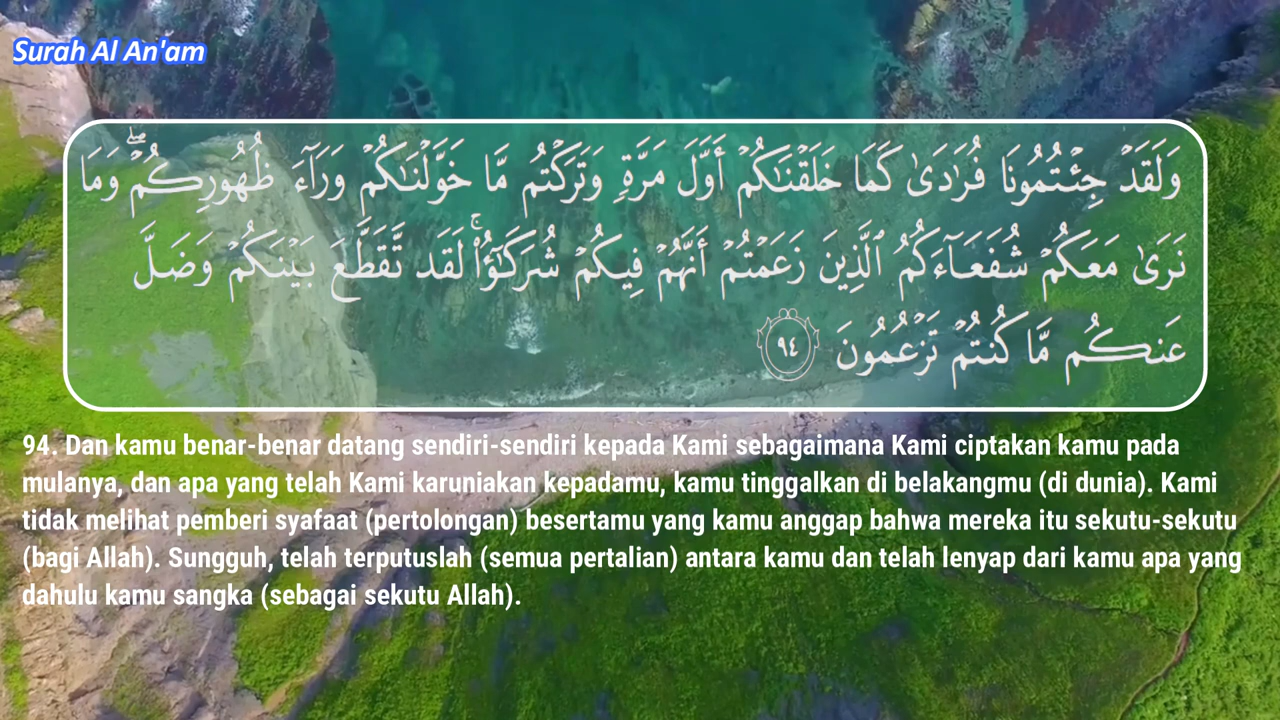 Surah Al An'am
وَلَقَدۡ جِئۡتُمُونَا فُرَٰدَىٰ كَمَا خَلَقۡنَٰكُمۡ أَوَّلَ مَرَّةٖ وَتَرَكۡتُم مَّا خَوَّلۡنَٰكُمۡ وَرَآءَ ظُهُورِكُمۡۖ وَمَا
نَرَىٰ مَعَكُمۡ شُفَعَآءَكُمُ ٱلَّذِينَ زَعَمۡتُمۡ أَنَّهُمۡ فِيكُمۡ شُرَكَٰٓؤُاْۚ لَقَد تَّقَطَّعَ بَيۡنَكُمۡ وَضَلَّ
عَنكُم مَّا كُنتُمۡ تَزۡعُمُونَ ٩٤
94. Dan kamu benar-benar datang sendiri-sendiri kepada Kami sebagaimana Kami ciptakan kamu pada
mulanya, dan apa yang telah Kami karuniakan kepadamu, kamu tinggalkan di belakangmu (di dunia). Kami
tidak melihat pemberi syafaat (pertolongan) besertamu yang kamu anggap bahwa mereka itu sekutu-sekutu
(bagi Allah). Sungguh, telah terputuslah (semua pertalian) antara kamu dan telah lenyap dari kamu apa yang
dahulu kamu sangka (sebagai sekutu Allah).